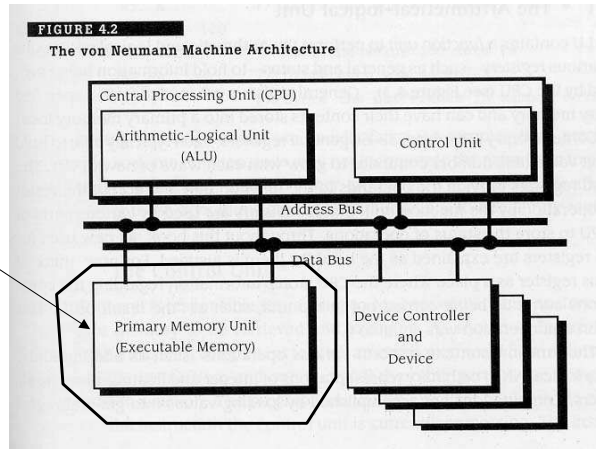 FIGURE 4.2
The von Neuman Machine Architecture
Central Processing Unit (CPU)
Arithmetic-Logical Unit
(ALU)
Control Unit
Address Bus
Data Bus
Primary Memory Unit
(Executable Memory)
Device Controller
and
Device